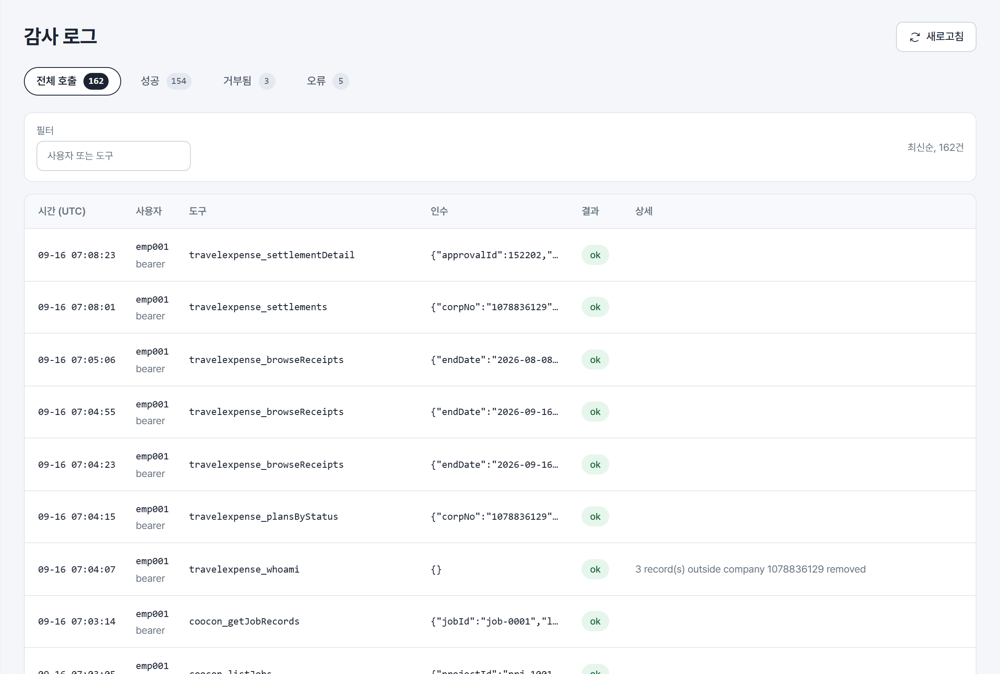 감사 로그
새로고침
전체 호출 162 성공 154 거부됨 3 오류 5
필터
사용자 또는 도구
최신순, 162건
시간 (UTC) 사용자 도구 인수 결과 상세
09-16 07:08:23 emp001 bearer travelexpense_settlementDetail {"approvalId":152202,"… ok
09-16 07:08:01 emp001 bearer travelexpense_settlements {"corpNo":"1078836129"… ok
09-16 07:05:06 emp001 bearer travelexpense_browseReceipts {"endDate":"2026-08-08… ok
09-16 07:04:55 emp001 bearer travelexpense_browseReceipts {"endDate":"2026-09-16… ok
09-16 07:04:23 emp001 bearer travelexpense_browseReceipts {"endDate":"2026-09-16… ok
09-16 07:04:15 emp001 bearer travelexpense_plansByStatus {"corpNo":"1078836129"… ok
09-16 07:04:07 emp001 bearer travelexpense_whoami {} ok 3 record(s) outside company 1078836129 removed
09-16 07:03:14 emp001 bearer coocon_getJobRecords {"jobId":"job-0001","l… ok
09-16 07:03:05 emp001 coocon_listJobs {"projectId":"prj-1001 ok